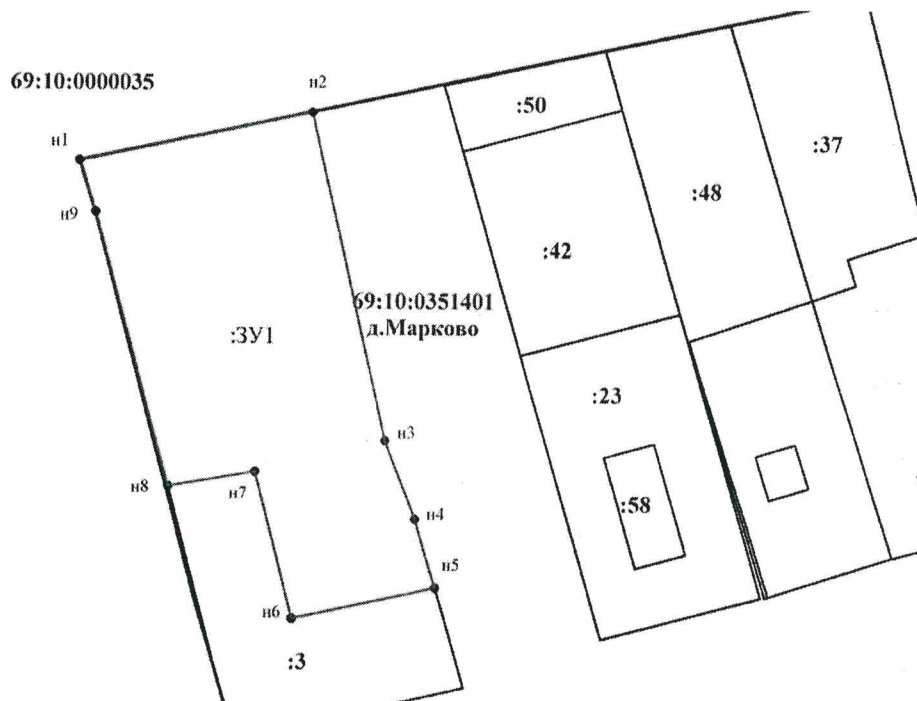 69:10:0000035
н2
:50
н1
:37
:48
н9
:42
69:10:0351401
д.Марково
:ЗУ1
:23
н3
н8
н7
:58
н4
н5
н6
:3